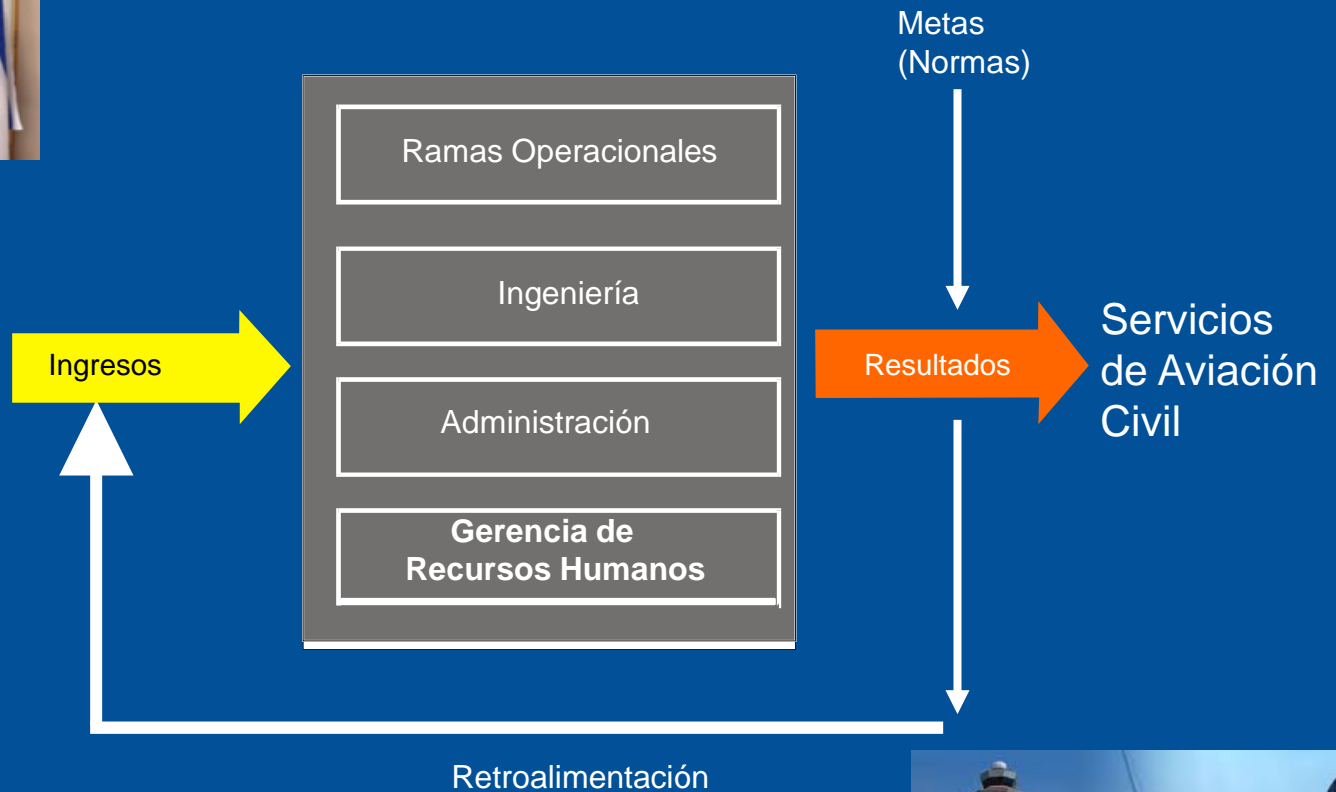 Metas
(Normas)
Ramas Operacionales
Ingeniería
Ingresos
Resultados
Servicios
de Aviación
Civil
Administración
Gerencia de
Recursos Humanos
Retroalimentación